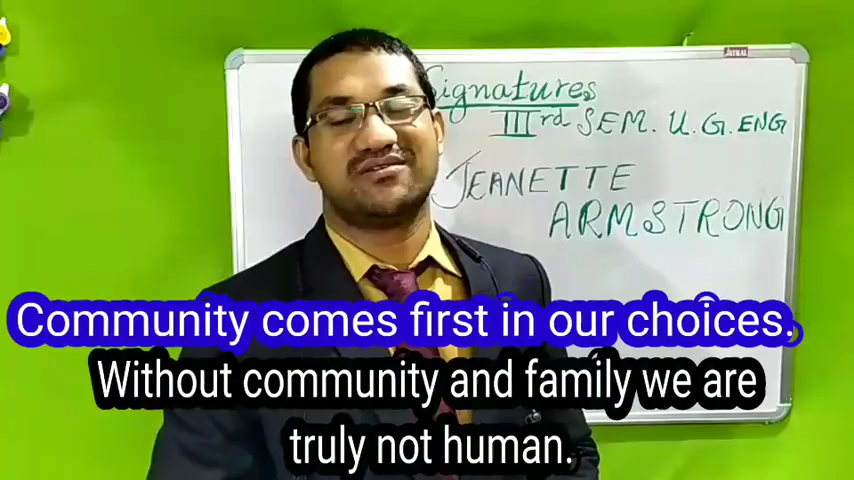 JAYRAJ
Signatures
IIIrd SEM. U.G. ENG
JEANETTE
ARMSTRONG
Community comes first in our choices.
Without community and family we are
truly not human.